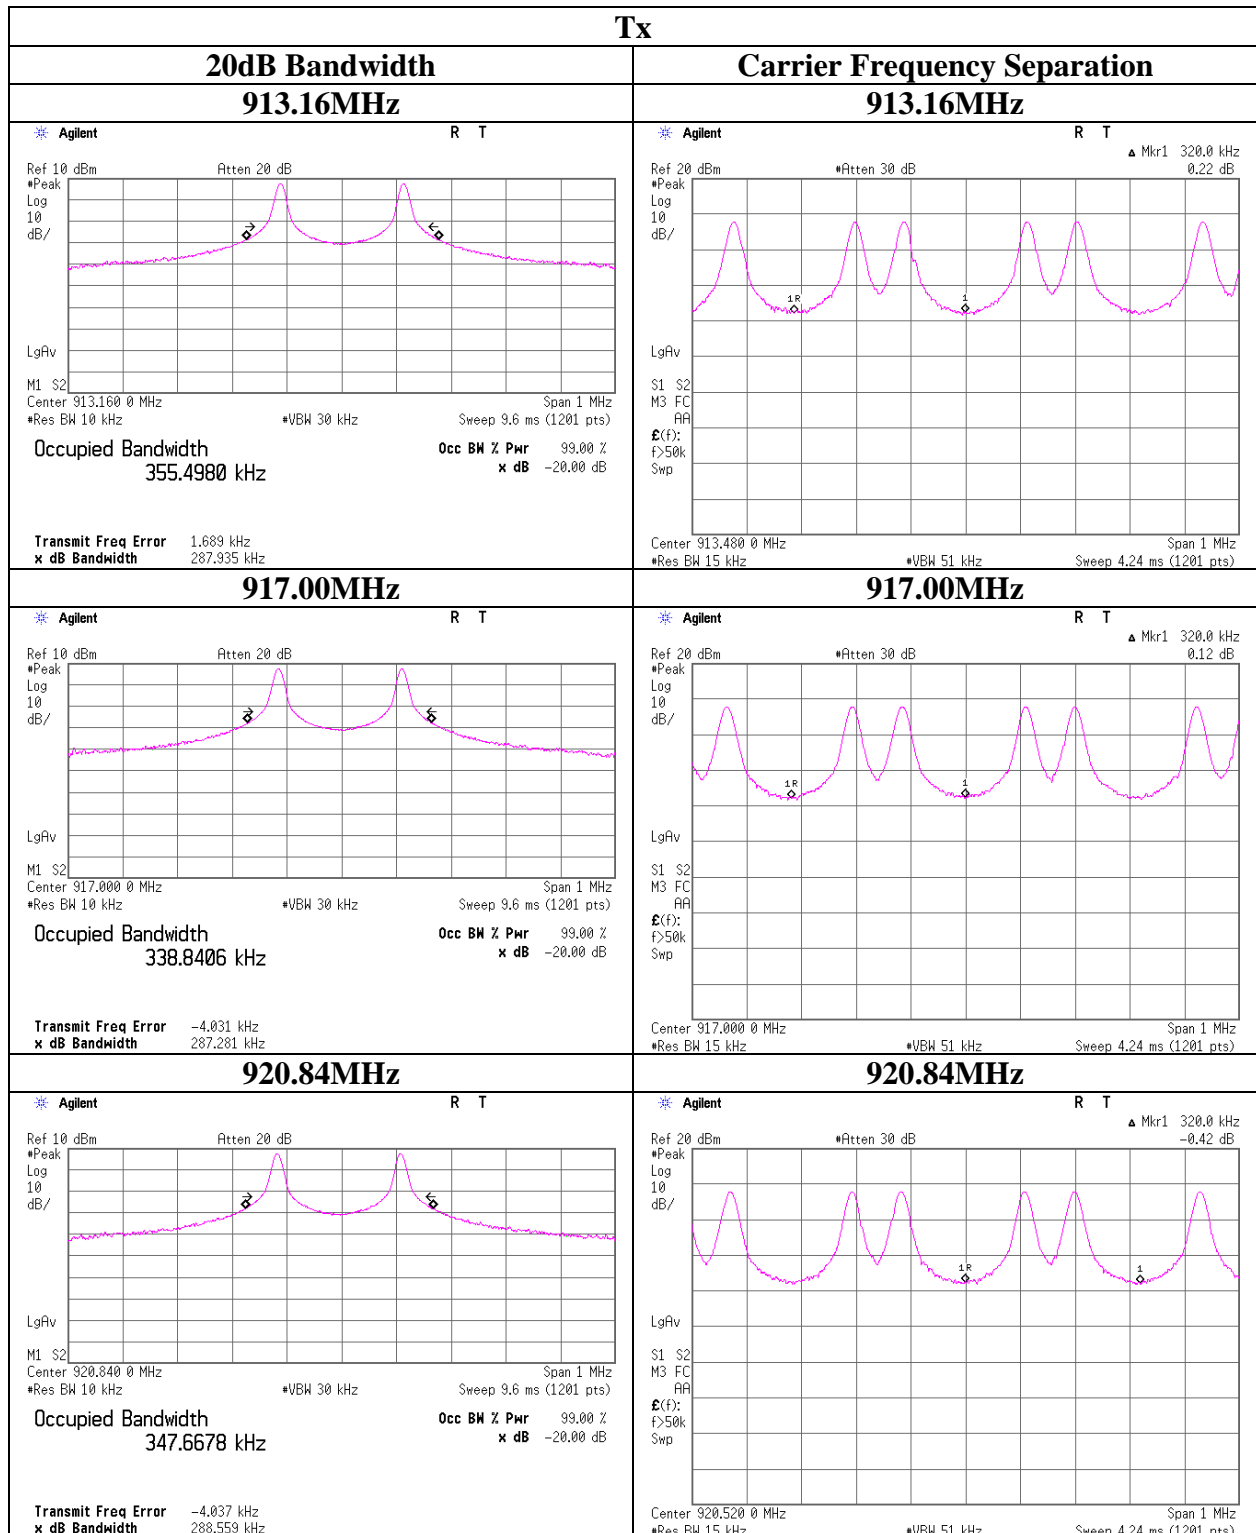 Tx
20dB Bandwidth
Carrier Frequency Separation
913.16MHz
913.16MHz
Agilent R T
Ref 10 dBm Atten 20 dB
#Peak
Log
10
dB/
LgAv
M1 S2
Center 913.160 0 MHz Span 1 MHz
#Res BW 10 kHz #VBW 30 kHz Sweep 9.6 ms (1201 pts)
Occupied Bandwidth Occ BW % Pwr 99.00 %
355.4980 kHz x dB -20.00 dB
Transmit Freq Error 1.689 kHz
x dB Bandwidth 287.935 kHz
Agilent R T
Δ Mkr1 320.0 kHz
Ref 20 dBm #Atten 30 dB 0.22 dB
#Peak
Log
10
dB/
1R
1
LgAv
S1 S2
M3 FC
AA
£(f):
f>50k
Swp
Center 913.480 0 MHz Span 1 MHz
#Res BW 15 kHz #VBW 51 kHz Sweep 4.24 ms (1201 pts)
917.00MHz
917.00MHz
Agilent R T
Ref 10 dBm Atten 20 dB
#Peak
Log
10
dB/
LgAv
M1 S2
Center 917.000 0 MHz Span 1 MHz
#Res BW 10 kHz #VBW 30 kHz Sweep 9.6 ms (1201 pts)
Occupied Bandwidth Occ BW % Pwr 99.00 %
338.8406 kHz x dB -20.00 dB
Transmit Freq Error -4.031 kHz
x dB Bandwidth 287.281 kHz
Agilent R T
Δ Mkr1 320.0 kHz
Ref 20 dBm #Atten 30 dB 0.12 dB
#Peak
Log
10
dB/
1R
1
LgAv
S1 S2
M3 FC
AA
£(f):
f>50k
Swp
Center 917.000 0 MHz Span 1 MHz
#Res BW 15 kHz #VBW 51 kHz Sweep 4.24 ms (1201 pts)
920.84MHz
920.84MHz
Agilent R T
Ref 10 dBm Atten 20 dB
#Peak
Log
10
dB/
LgAv
M1 S2
Center 920.840 0 MHz Span 1 MHz
#Res BW 10 kHz #VBW 30 kHz Sweep 9.6 ms (1201 pts)
Occupied Bandwidth Occ BW % Pwr 99.00 %
347.6678 kHz x dB -20.00 dB
Transmit Freq Error -4.037 kHz
x dB Bandwidth 288.559 kHz
Agilent R T
Δ Mkr1 320.0 kHz
Ref 20 dBm #Atten 30 dB -0.42 dB
#Peak
Log
10
dB/
1R
1
LgAv
S1 S2
M3 FC
AA
£(f):
f>50k
Swp
Center 920.520 0 MHz Span 1 MHz
#Res BW 15 kHz #VBW 51 kHz Sweep 4.24 ms (1201 pts)